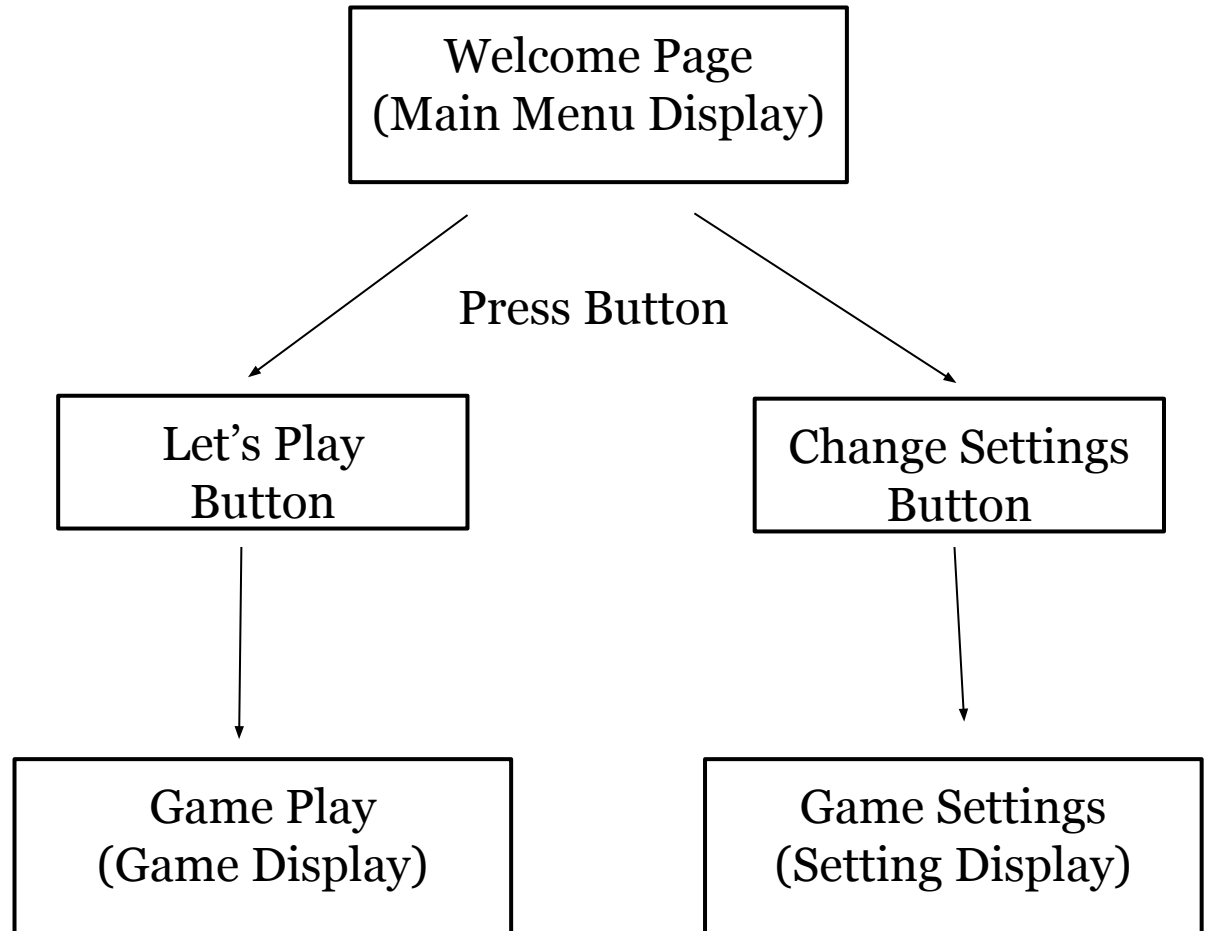 Welcome Page
(Main Menu Display)
Press Button
Let’s Play
Button
Change Settings
Button
Game Play
(Game Display)
Game Settings
(Setting Display)